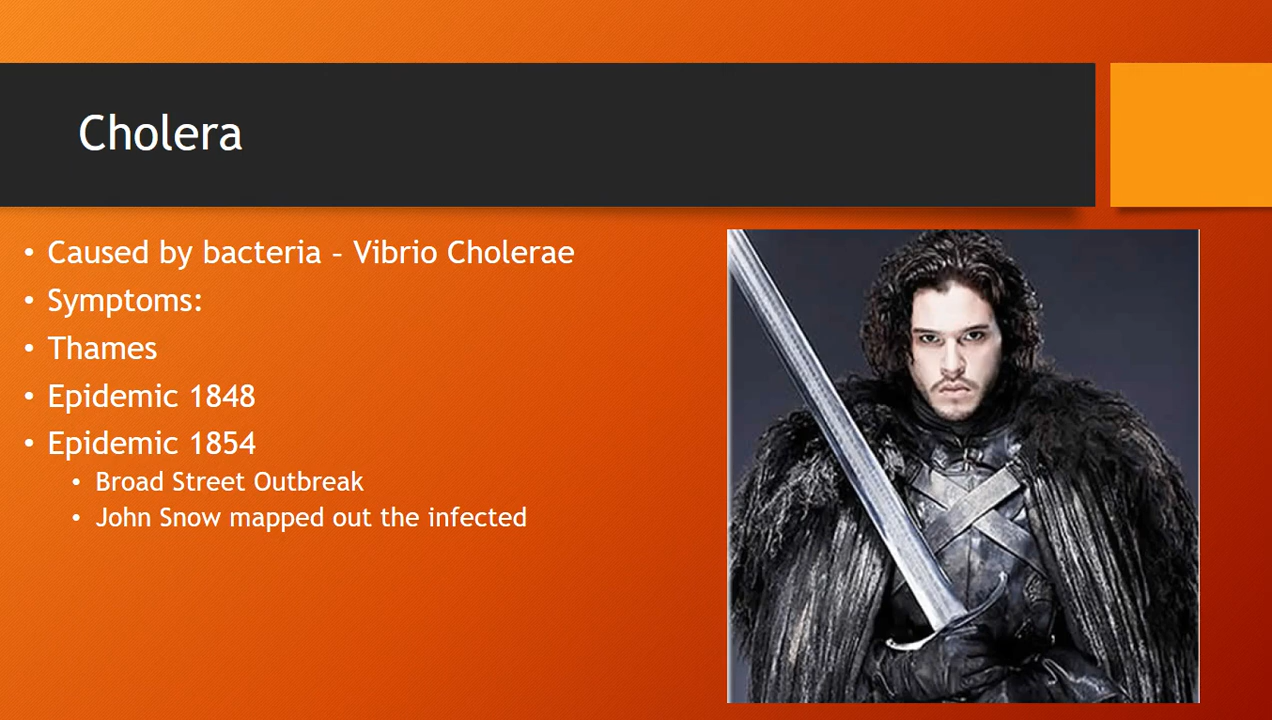 Cholera
• Caused by bacteria – Vibrio Cholerae
• Symptoms:
• Thames
• Epidemic 1848
• Epidemic 1854
• Broad Street Outbreak
• John Snow mapped out the infected